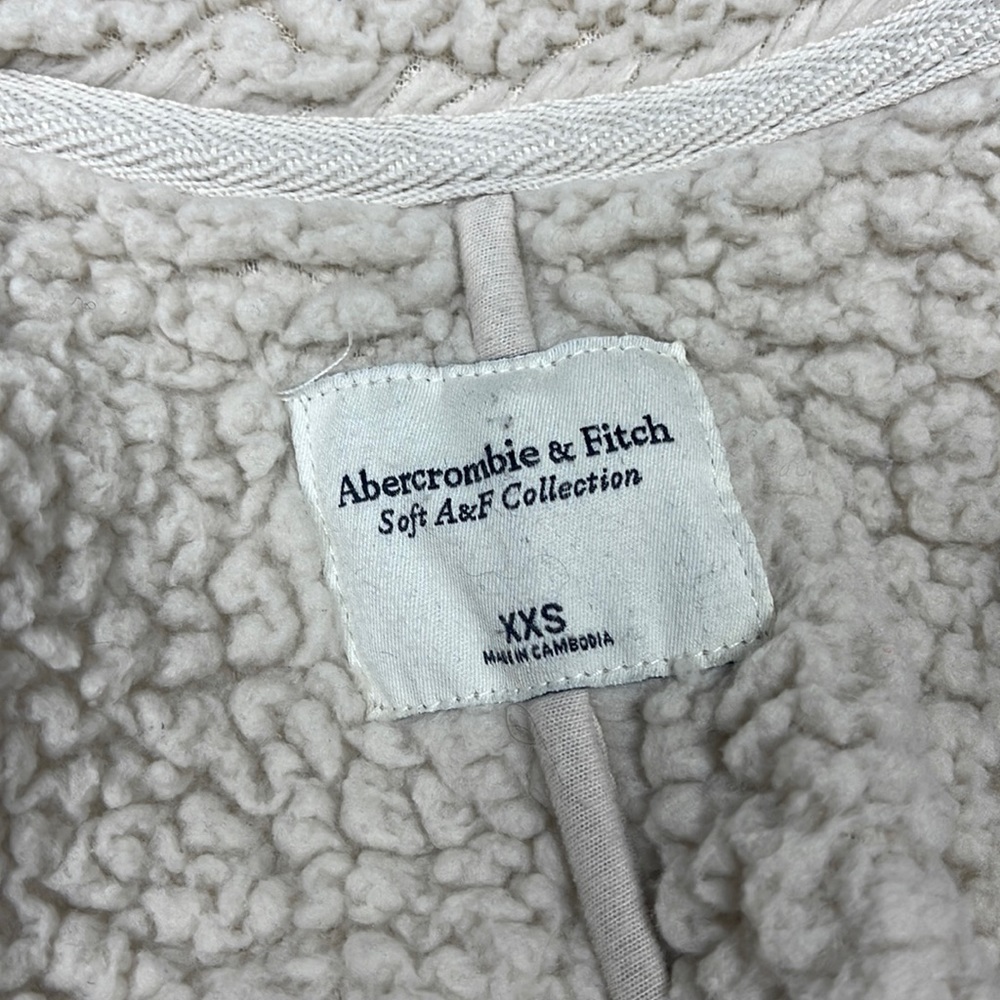 Abercrombie & Fitch
Soft A&F Collection
XXS
MADE IN CAMBODIA